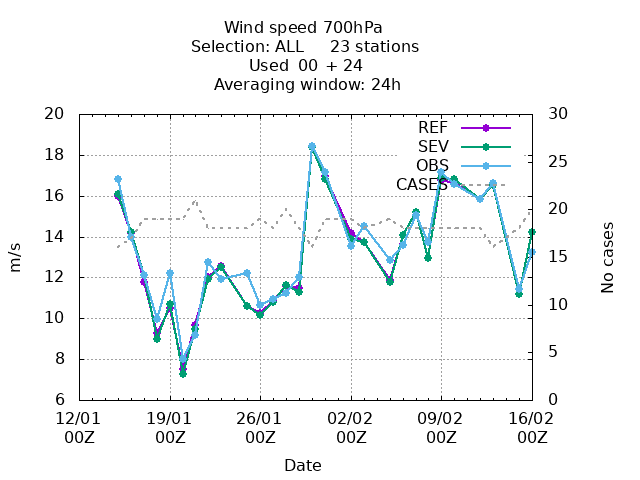 Wind speed 700hPa
Selection: ALL 23 stations
Used 00 + 24
Averaging window: 24h
20
18
16
14
12
10
8
6
m/s
30
25
20
15
10
5
0
No cases
REF
SEV
OBS
CASES
12/01 19/01 26/01 02/02 09/02 16/02
00Z 00Z 00Z 00Z 00Z 00Z
Date